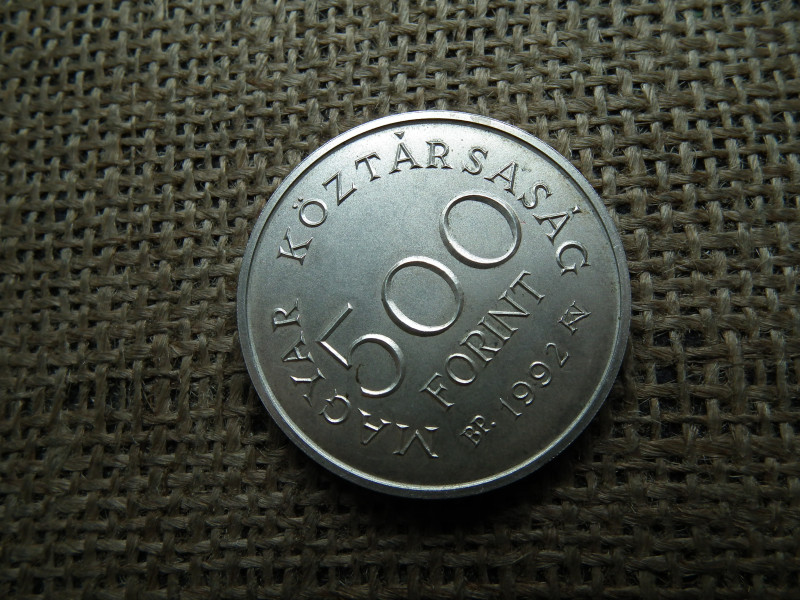 MAGYAR KÖZTÁRSASÁG
500
FORINT
BP. 1992